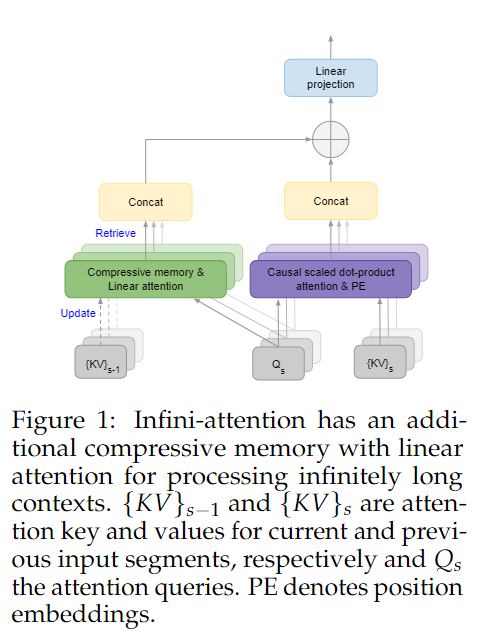 Linear
projection
Concat
Concat
Retrieve
Compressive memory &
Linear attention
Causal scaled dot-product
attention & PE
Update
{KV}s-1
Qs
{KV}s
Figure 1: Infini-attention has an addi-
tional compressive memory with linear
attention for processing infinitely long
contexts. {KV}s−1 and {KV}s are atten-
tion key and values for current and previ-
ous input segments, respectively and Qs
the attention queries. PE denotes position
embeddings.